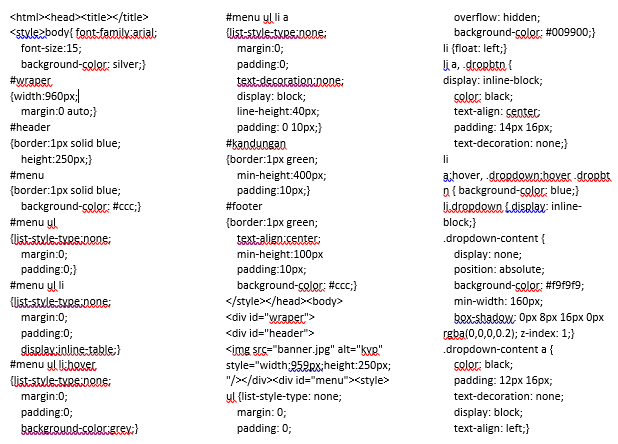 <html><head><title></title>
<style>body{ font-family:arial;
font-size:15;
background-color: silver;}
#wraper
{width:960px;
margin:0 auto;}
#header
{border:1px solid blue;
height:250px;}
#menu
{border:1px solid blue;
background-color: #ccc;}
#menu ul
{list-style-type:none;
margin:0;
padding:0;}
#menu ul li
{list-style-type:none;
margin:0;
padding:0;
display:inline-table;}
#menu ul li:hover
{list-style-type:none;
margin:0;
padding:0;
background-color:grey;}
#menu ul li a
{list-style-type:none;
margin:0;
padding:0;
text-decoration:none;
display: block;
line-height:40px;
padding: 0 10px;}
#kandungan
{border:1px green;
min-height:400px;
padding:10px;}
#footer
{border:1px green;
text-align:center;
min-height:100px
padding:10px;
background-color: #ccc;}
</style></head><body>
<div id="wraper">
<div id="header">
<img src="banner.jpg" alt="kvp"
style="width:959px;height:250px;
"/></div><div id="menu"><style>
ul {list-style-type: none;
margin: 0;
padding: 0;
overflow: hidden;
background-color: #009900;}
li {float: left;}
li a, .dropbtn {
display: inline-block;
color: black;
text-align: center;
padding: 14px 16px;
text-decoration: none;}
li
a:hover, .dropdown:hover .dropbt
n { background-color: blue;}
li.dropdown { display: inline-
block;}
.dropdown-content {
display: none;
position: absolute;
background-color: #f9f9f9;
min-width: 160px;
box-shadow: 0px 8px 16px 0px
rgba(0,0,0,0.2); z-index: 1;}
.dropdown-content a {
color: black;
padding: 12px 16px;
text-decoration: none;
display: block;
text-align: left;}